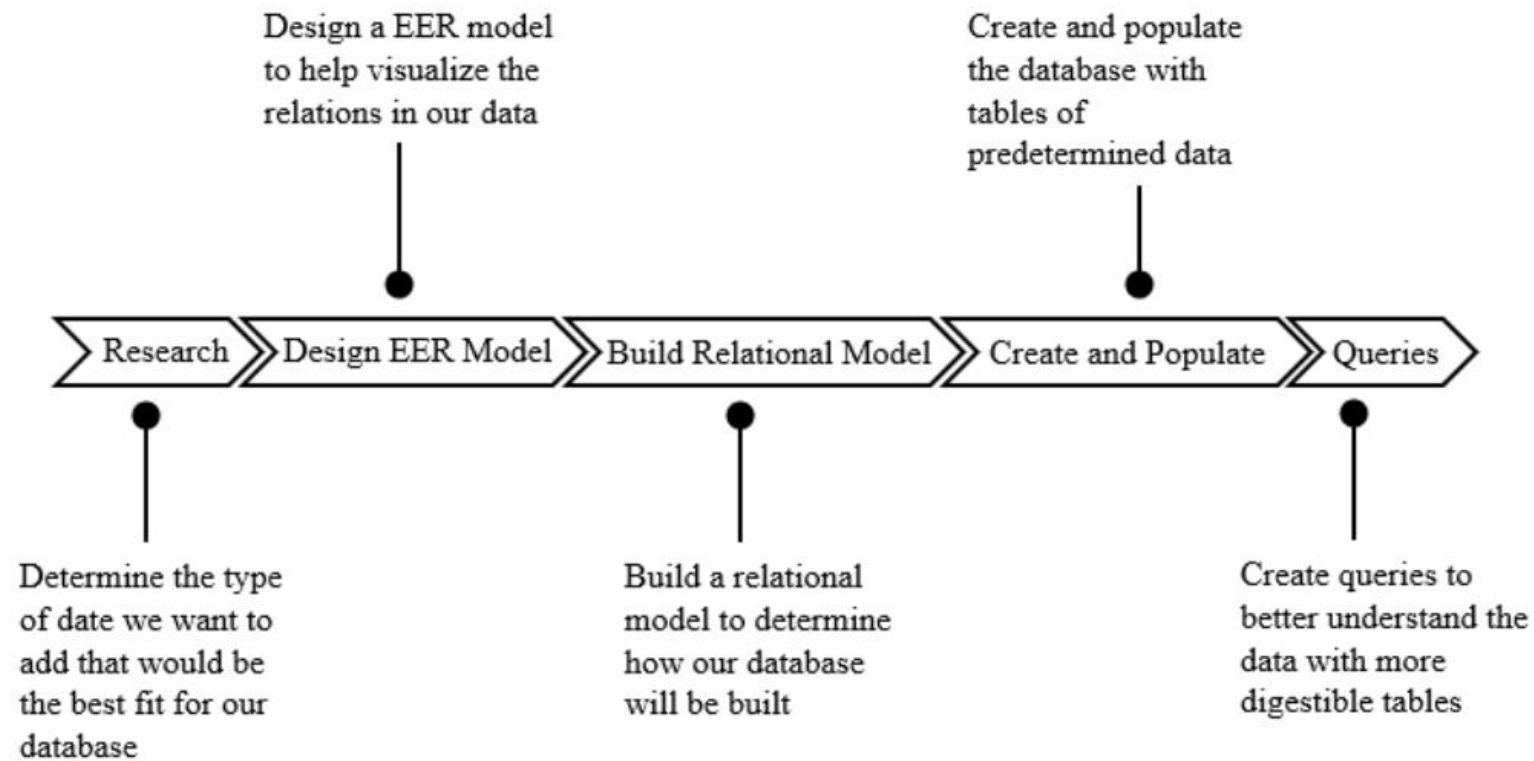 Design a EER model
to help visualize the
relations in our data
Create and populate
the database with
tables of
predetermined data
Research
Design EER Model
Build Relational Model
Create and Populate
Queries
Determine the type
of date we want to
add that would be
the best fit for our
database
Build a relational
model to determine
how our database
will be built
Create queries to
better understand the
data with more
digestible tables